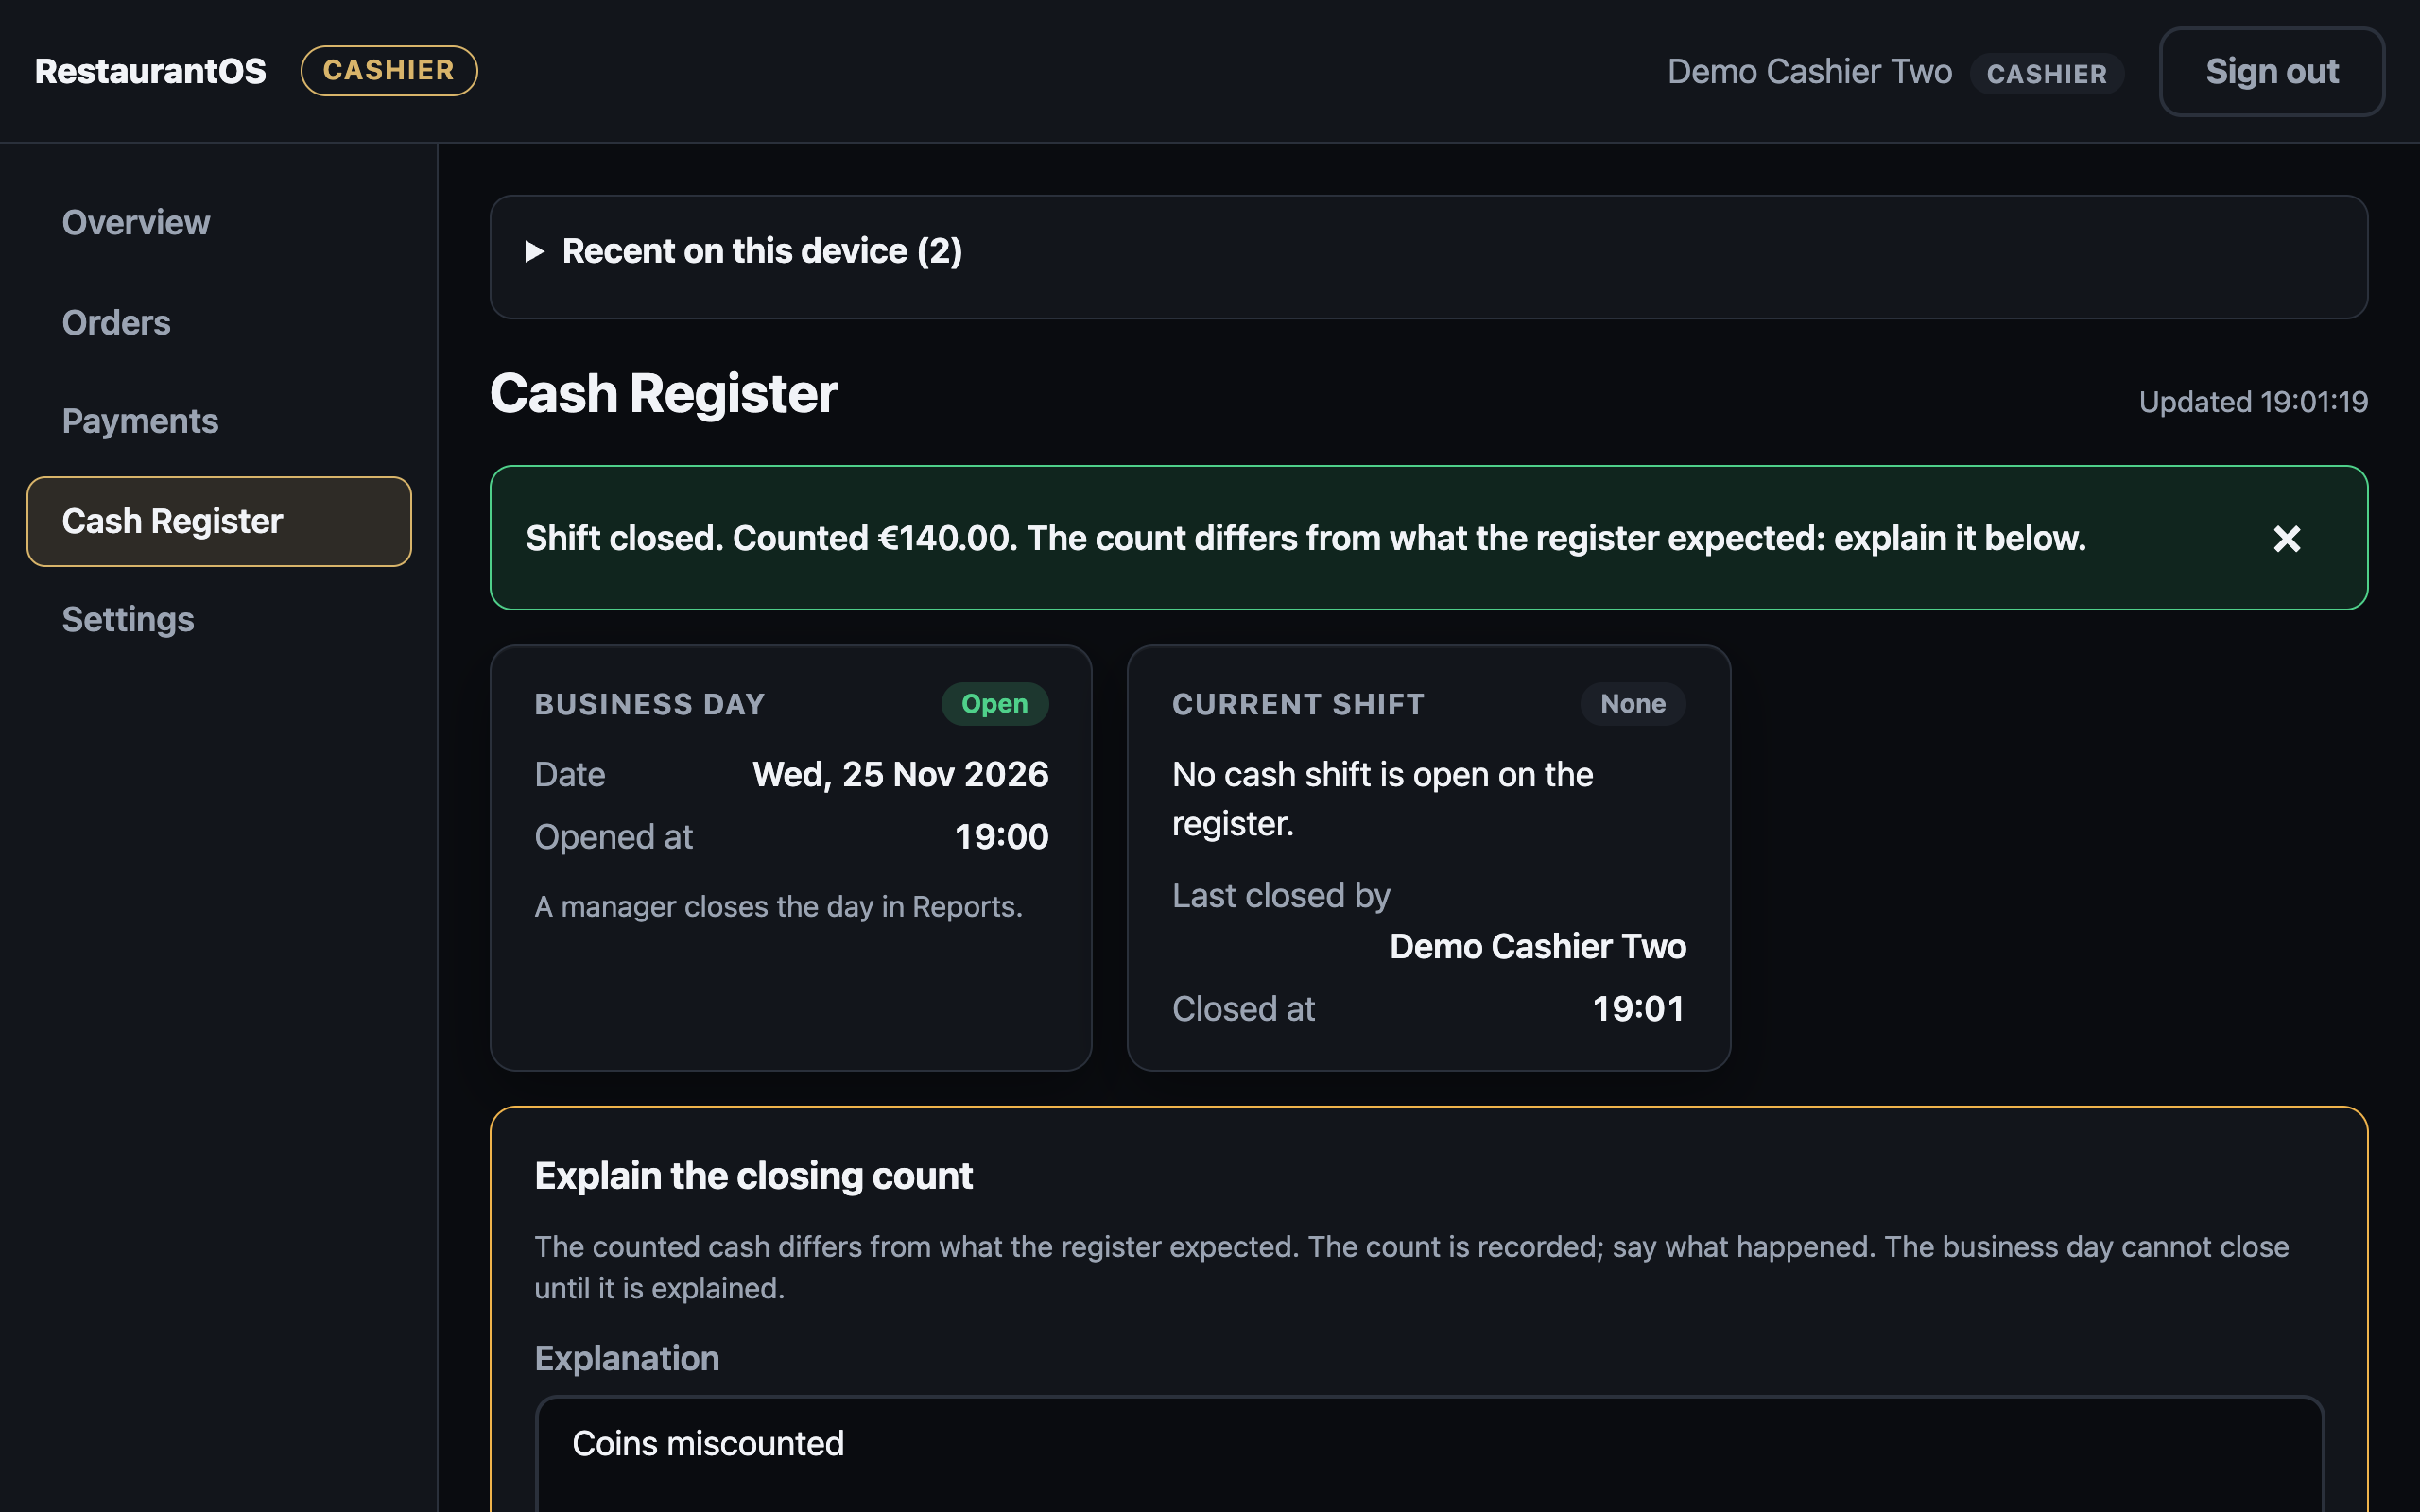 RestaurantOS CASHIER
Demo Cashier Two CASHIER Sign out
Overview
Orders
Payments
Cash Register
Settings
Recent on this device (2)
Cash Register
Updated 19:01:19
Shift closed. Counted €140.00. The count differs from what the register expected: explain it below.
BUSINESS DAY Open
Date Wed, 25 Nov 2026
Opened at 19:00
A manager closes the day in Reports.
CURRENT SHIFT None
No cash shift is open on the
register.
Last closed by
Demo Cashier Two
Closed at 19:01
Explain the closing count
The counted cash differs from what the register expected. The count is recorded; say what happened. The business day cannot close
until it is explained.
Explanation
Coins miscounted